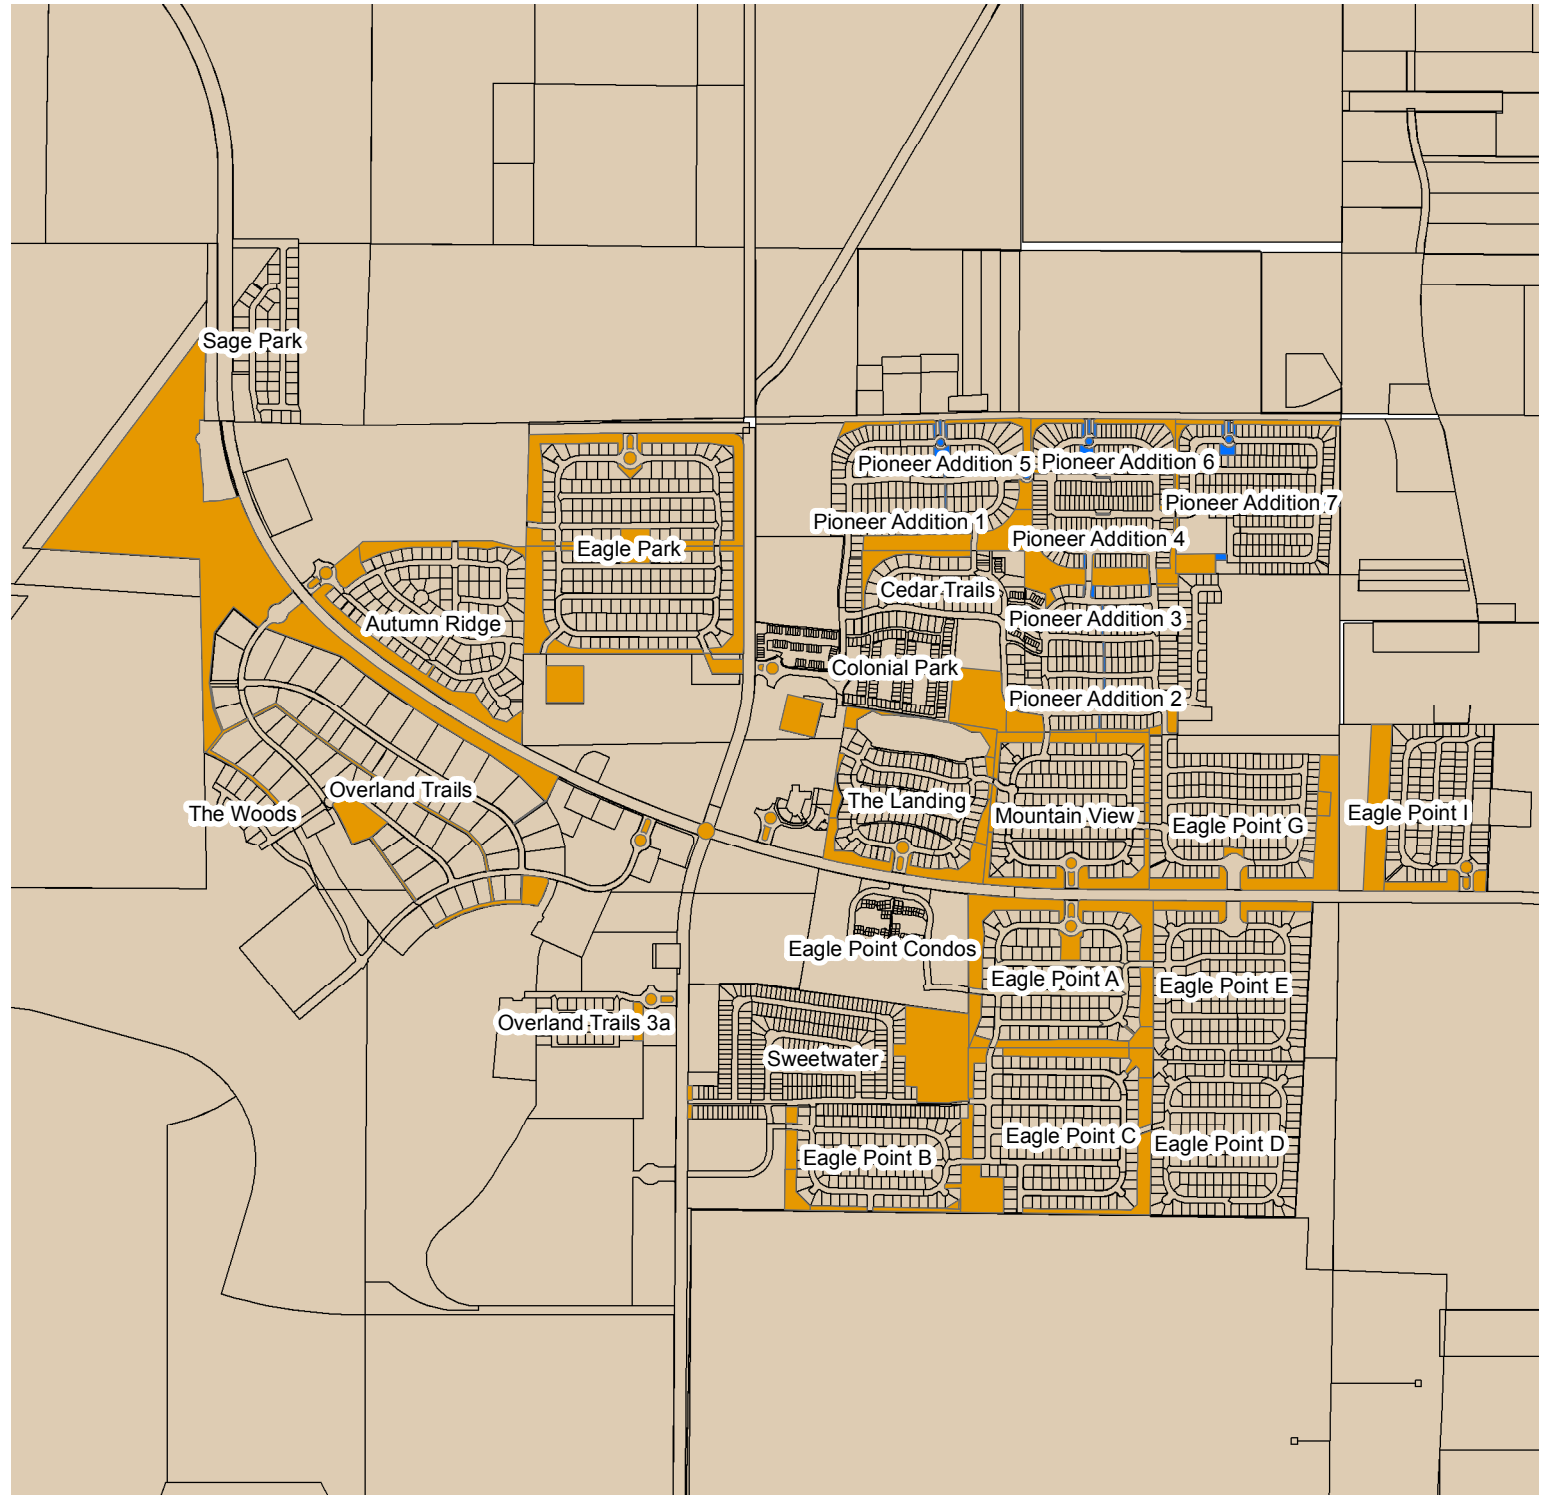 Sage Park
Pioneer Addition 5
Pioneer Addition 6
Pioneer Addition 7
Pioneer Addition 1
Pioneer Addition 4
Eagle Park
Cedar Trails
Autumn Ridge
Pioneer Addition 3
Colonial Park
Pioneer Addition 2
Overland Trails
The Woods
The Landing
Mountain View
Eagle Point G
Eagle Point I
Eagle Point Condos
Eagle Point A
Eagle Point E
Overland Trails 3a
Sweetwater
Eagle Point B
Eagle Point C
Eagle Point D